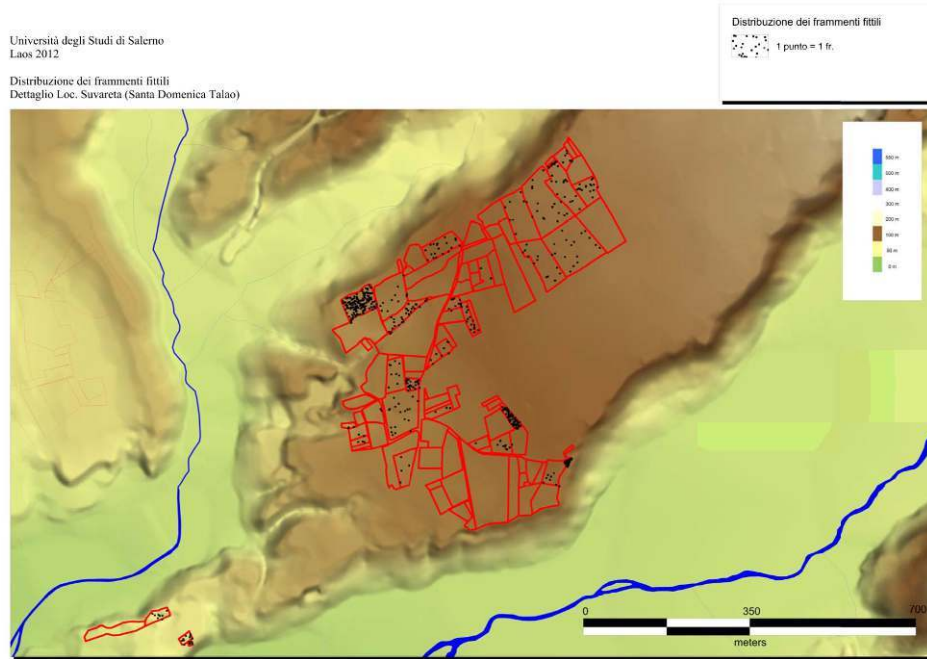 Università degli Studi di Salerno
Laos 2012
Distribuzione dei frammenti fittili
Dettaglio Loc. Suvareta (Santa Domenica Talao)
Distribuzione dei frammenti fittili
1 punto = 1 fr.
500 m
400 m
300 m
200 m
100 m
50 m
0 m
0
350
700
meters